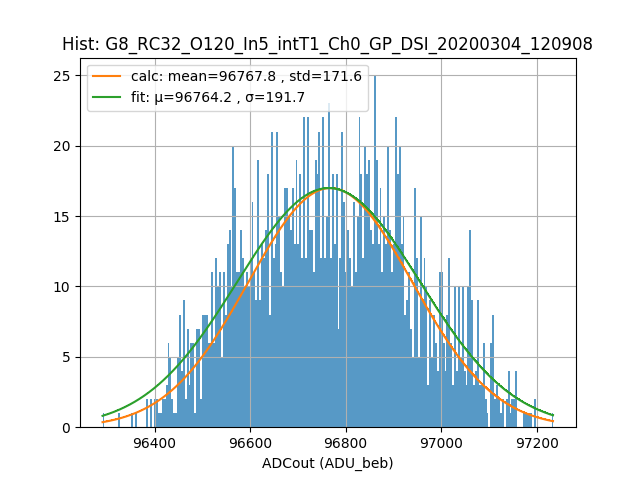 Hist: G8_RC32_O120_In5_intT1_Ch0_GP_DSI_20200304_120908
calc: mean=96767.8 , std=171.6
fit: μ=96764.2 , σ=191.7
25
20
15
10
5
0
96400 96600 96800 97000 97200
ADCout (ADU_beb)